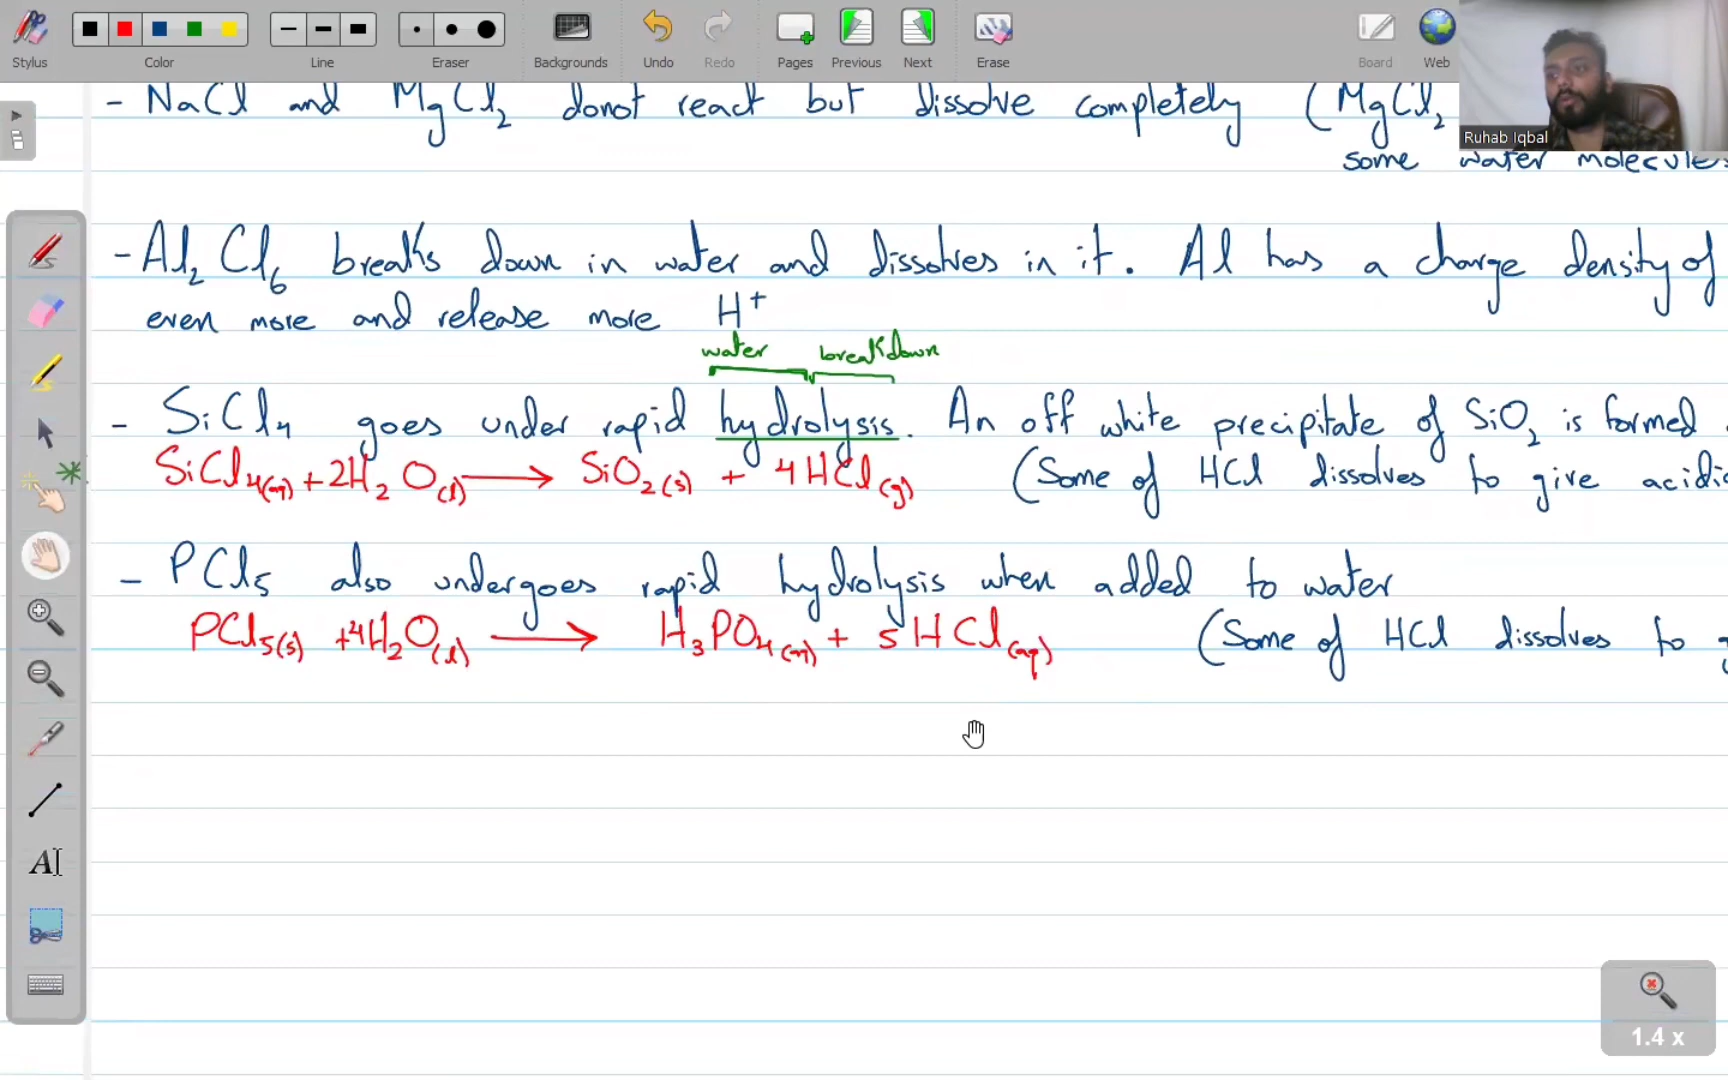 Stylus Color Line Eraser Backgrounds Undo Redo Pages Previous Next Erase Board Web
Ruhab Iqbal
- NaCl and MgCl2 donot react but dissolve completely (MgCl2
some water molecules
- Al2Cl6 breaks down in water and dissolves in it. Al has a charge density of
even more and release more H+
water breakdown
- SiCl4 goes under rapid hydrolysis. An off white precipitate of SiO2 is formed
SiCl4(aq) + 2H2O(l) → SiO2(s) + 4HCl(g) (Some of HCl dissolves to give acidic
- PCl5 also undergoes rapid hydrolysis when added to water
PCl5(s) + 4H2O(l) → H3PO4(aq) + 5HCl(aq) (Some of HCl dissolves to g
1.4 x